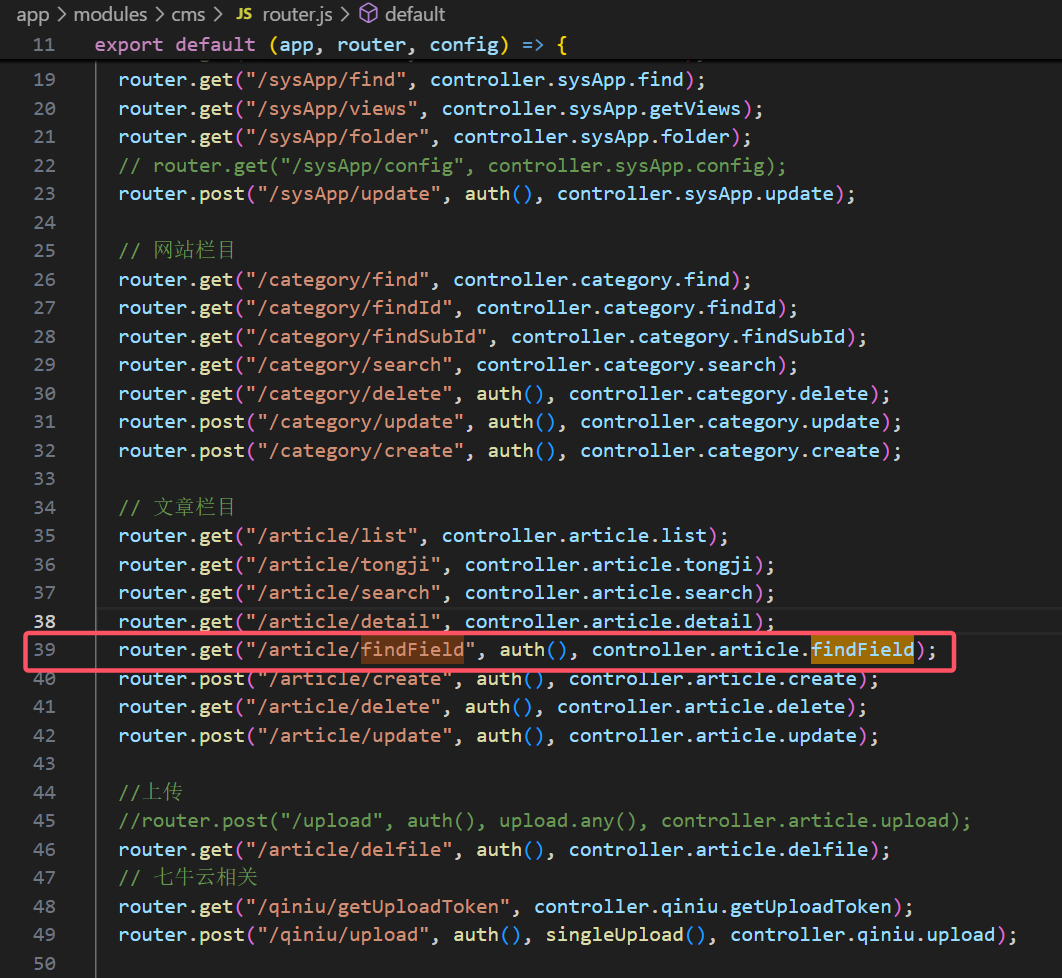 app > modules > cms > JS router.js > default
11 export default (app, router, config) => {
19 router.get("/sysApp/find", controller.sysApp.find);
20 router.get("/sysApp/views", controller.sysApp.getViews);
21 router.get("/sysApp/folder", controller.sysApp.folder);
22 // router.get("/sysApp/config", controller.sysApp.config);
23 router.post("/sysApp/update", auth(), controller.sysApp.update);
24
25 // 网站栏目
26 router.get("/category/find", controller.category.find);
27 router.get("/category/findId", controller.category.findId);
28 router.get("/category/findSubId", controller.category.findSubId);
29 router.get("/category/search", controller.category.search);
30 router.get("/category/delete", auth(), controller.category.delete);
31 router.post("/category/update", auth(), controller.category.update);
32 router.post("/category/create", auth(), controller.category.create);
33
34 // 文章栏目
35 router.get("/article/list", controller.article.list);
36 router.get("/article/tongji", controller.article.tongji);
37 router.get("/article/search", controller.article.search);
38 router.get("/article/detail", controller.article.detail);
39 router.get("/article/findField", auth(), controller.article.findField);
40 router.post("/article/create", auth(), controller.article.create);
41 router.get("/article/delete", auth(), controller.article.delete);
42 router.post("/article/update", auth(), controller.article.update);
43
44 //上传
45 //router.post("/upload", auth(), upload.any(), controller.article.upload);
46 router.get("/article/delfile", auth(), controller.article.delfile);
47 // 七牛云相关
48 router.get("/qiniu/getUploadToken", controller.qiniu.getUploadToken);
49 router.post("/qiniu/upload", auth(), singleUpload(), controller.qiniu.upload);
50